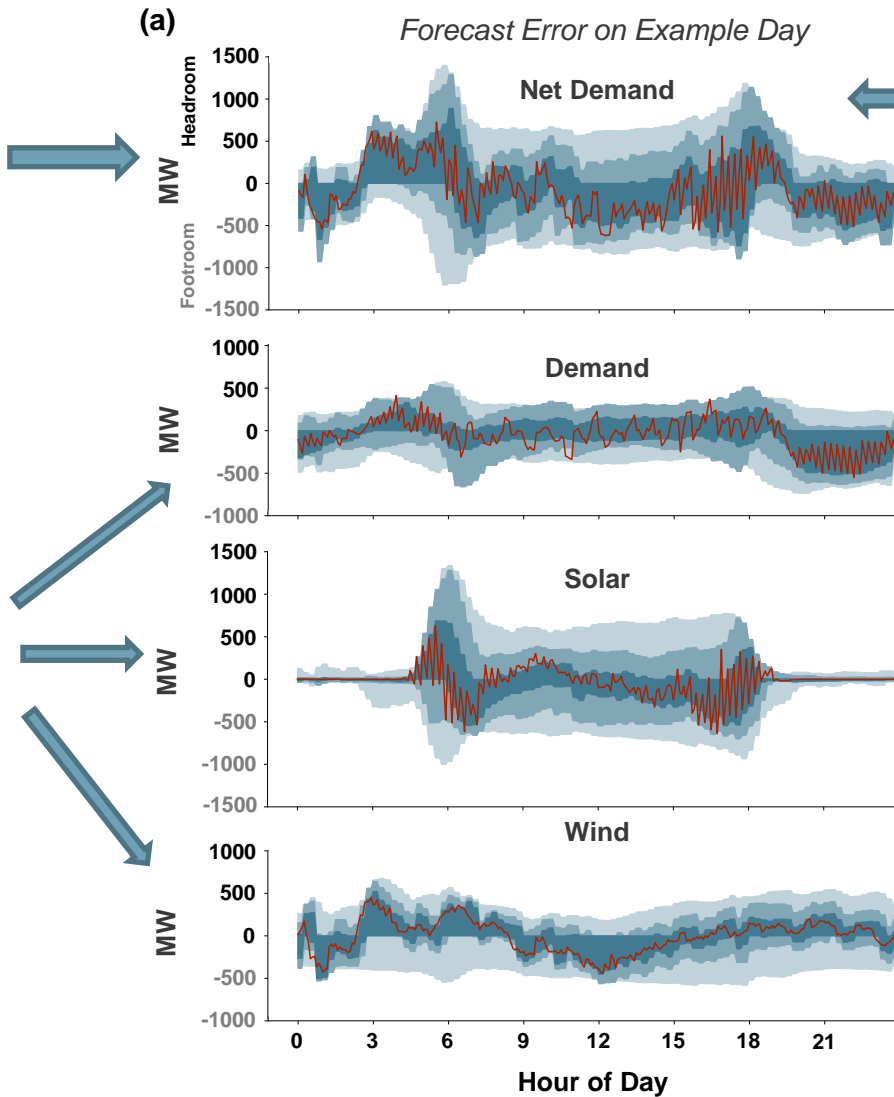 (a)
Forecast Error on Example Day
Net Demand
MW
Headroom
Footroom
1500
1000
500
0
-500
-1000
-1500
Demand
MW
1000
500
0
-500
-1000
Solar
MW
1500
1000
500
0
-500
-1000
-1500
Wind
MW
1000
500
0
-500
-1000
0 3 6 9 12 15 18 21
Hour of Day